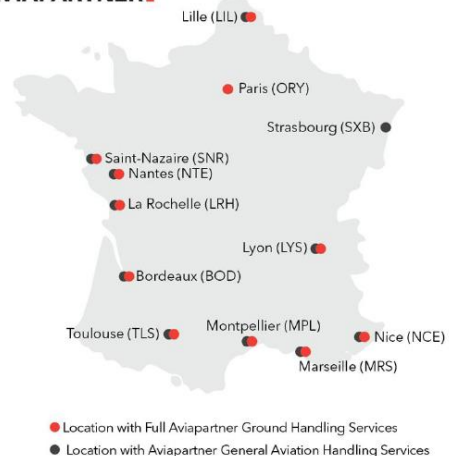 Lille (LIL)
Paris (ORY)
Strasbourg (SXB)
Saint-Nazaire (SNR)
Nantes (NTE)
La Rochelle (LRH)
Lyon (LYS)
Bordeaux (BOD)
Toulouse (TLS)
Montpellier (MPL)
Nice (NCE)
Marseille (MRS)
Location with Full Aviapartner Ground Handling Services
Location with Aviapartner General Aviation Handling Services